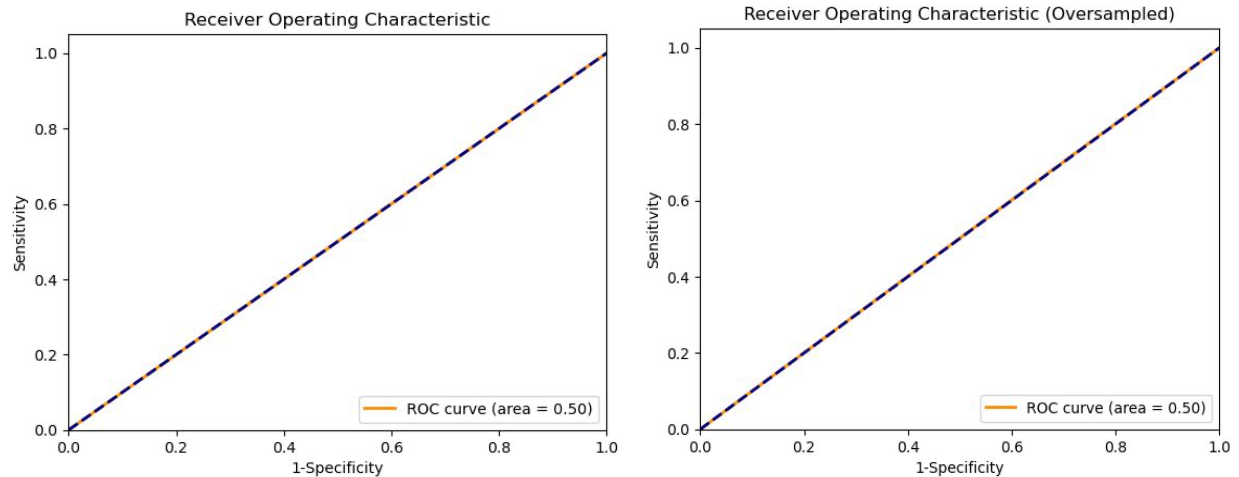 Receiver Operating Characteristic
1.0
0.8
0.6
0.4
0.2
0.0
Sensitivity
ROC curve (area = 0.50)
0.0 0.2 0.4 0.6 0.8 1.0
1-Specificity
Receiver Operating Characteristic (Oversampled)
1.0
0.8
0.6
0.4
0.2
0.0
Sensitivity
ROC curve (area = 0.50)
0.0 0.2 0.4 0.6 0.8 1.0
1-Specificity